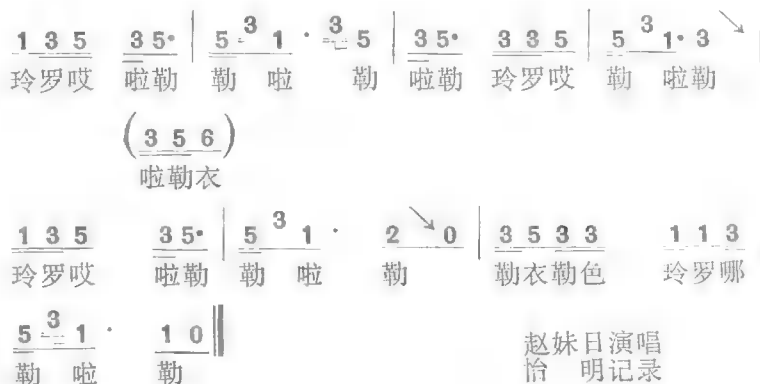 1 3 5 3 5· | 5 3 1 · 3 5 | 3 5· 3 3 5 | 5 3 1· 3
玲罗哎 啦勒 勒 啦 勒 啦勒 玲罗哎 勒 啦勒
(3 5 6)
啦勒衣
1 3 5 3 5· | 5 3 1 · 2 0 | 3 5 3 3 1 1 3
玲罗哎 啦勒 勒 啦 勒 勒衣勒色 玲罗哪
5 3 1 · 1 0
勒 啦 勒
赵妹日演唱
怡 明记录